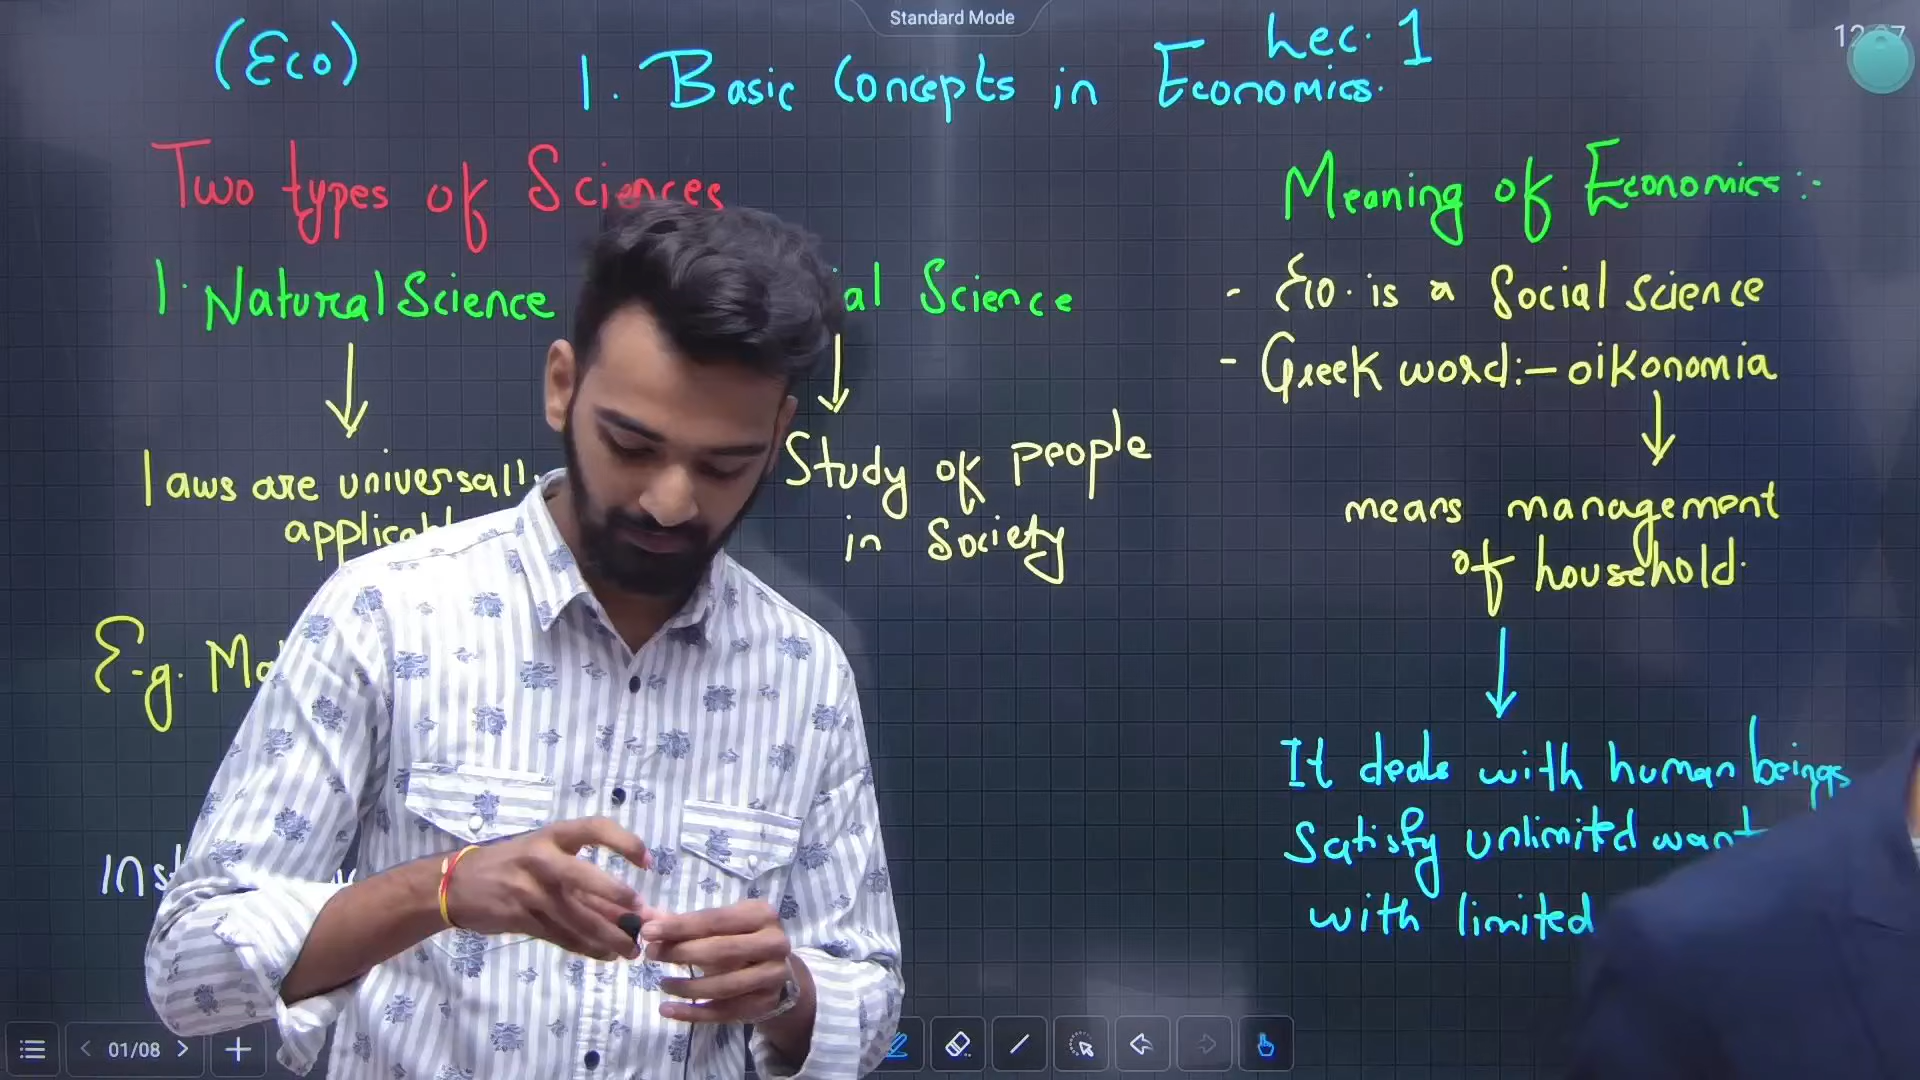 Standard Mode
(Eco)
Lec. 1
1. Basic Concepts in Economics.
Two types of Sciences
1. Natural Science
Science
Laws are
applicable
E.g.
Study of people
in Society
Meaning of Economics :-
- Eco. is a Social science
- Greek word :- oikonomia
means management
of household.
It deals with human beings
Satisfy unlimited
with limited
01/08